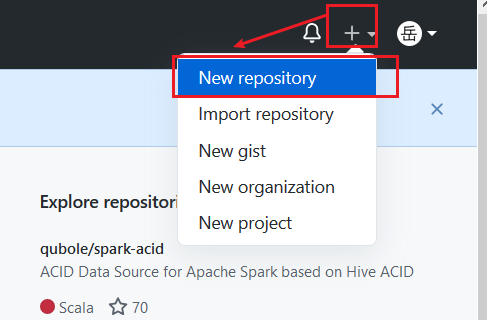 岳
New repository
Import repository
New gist
New organization
New project
Explore repositori
qubole/spark-acid
ACID Data Source for Apache Spark based on Hive ACID
Scala 70